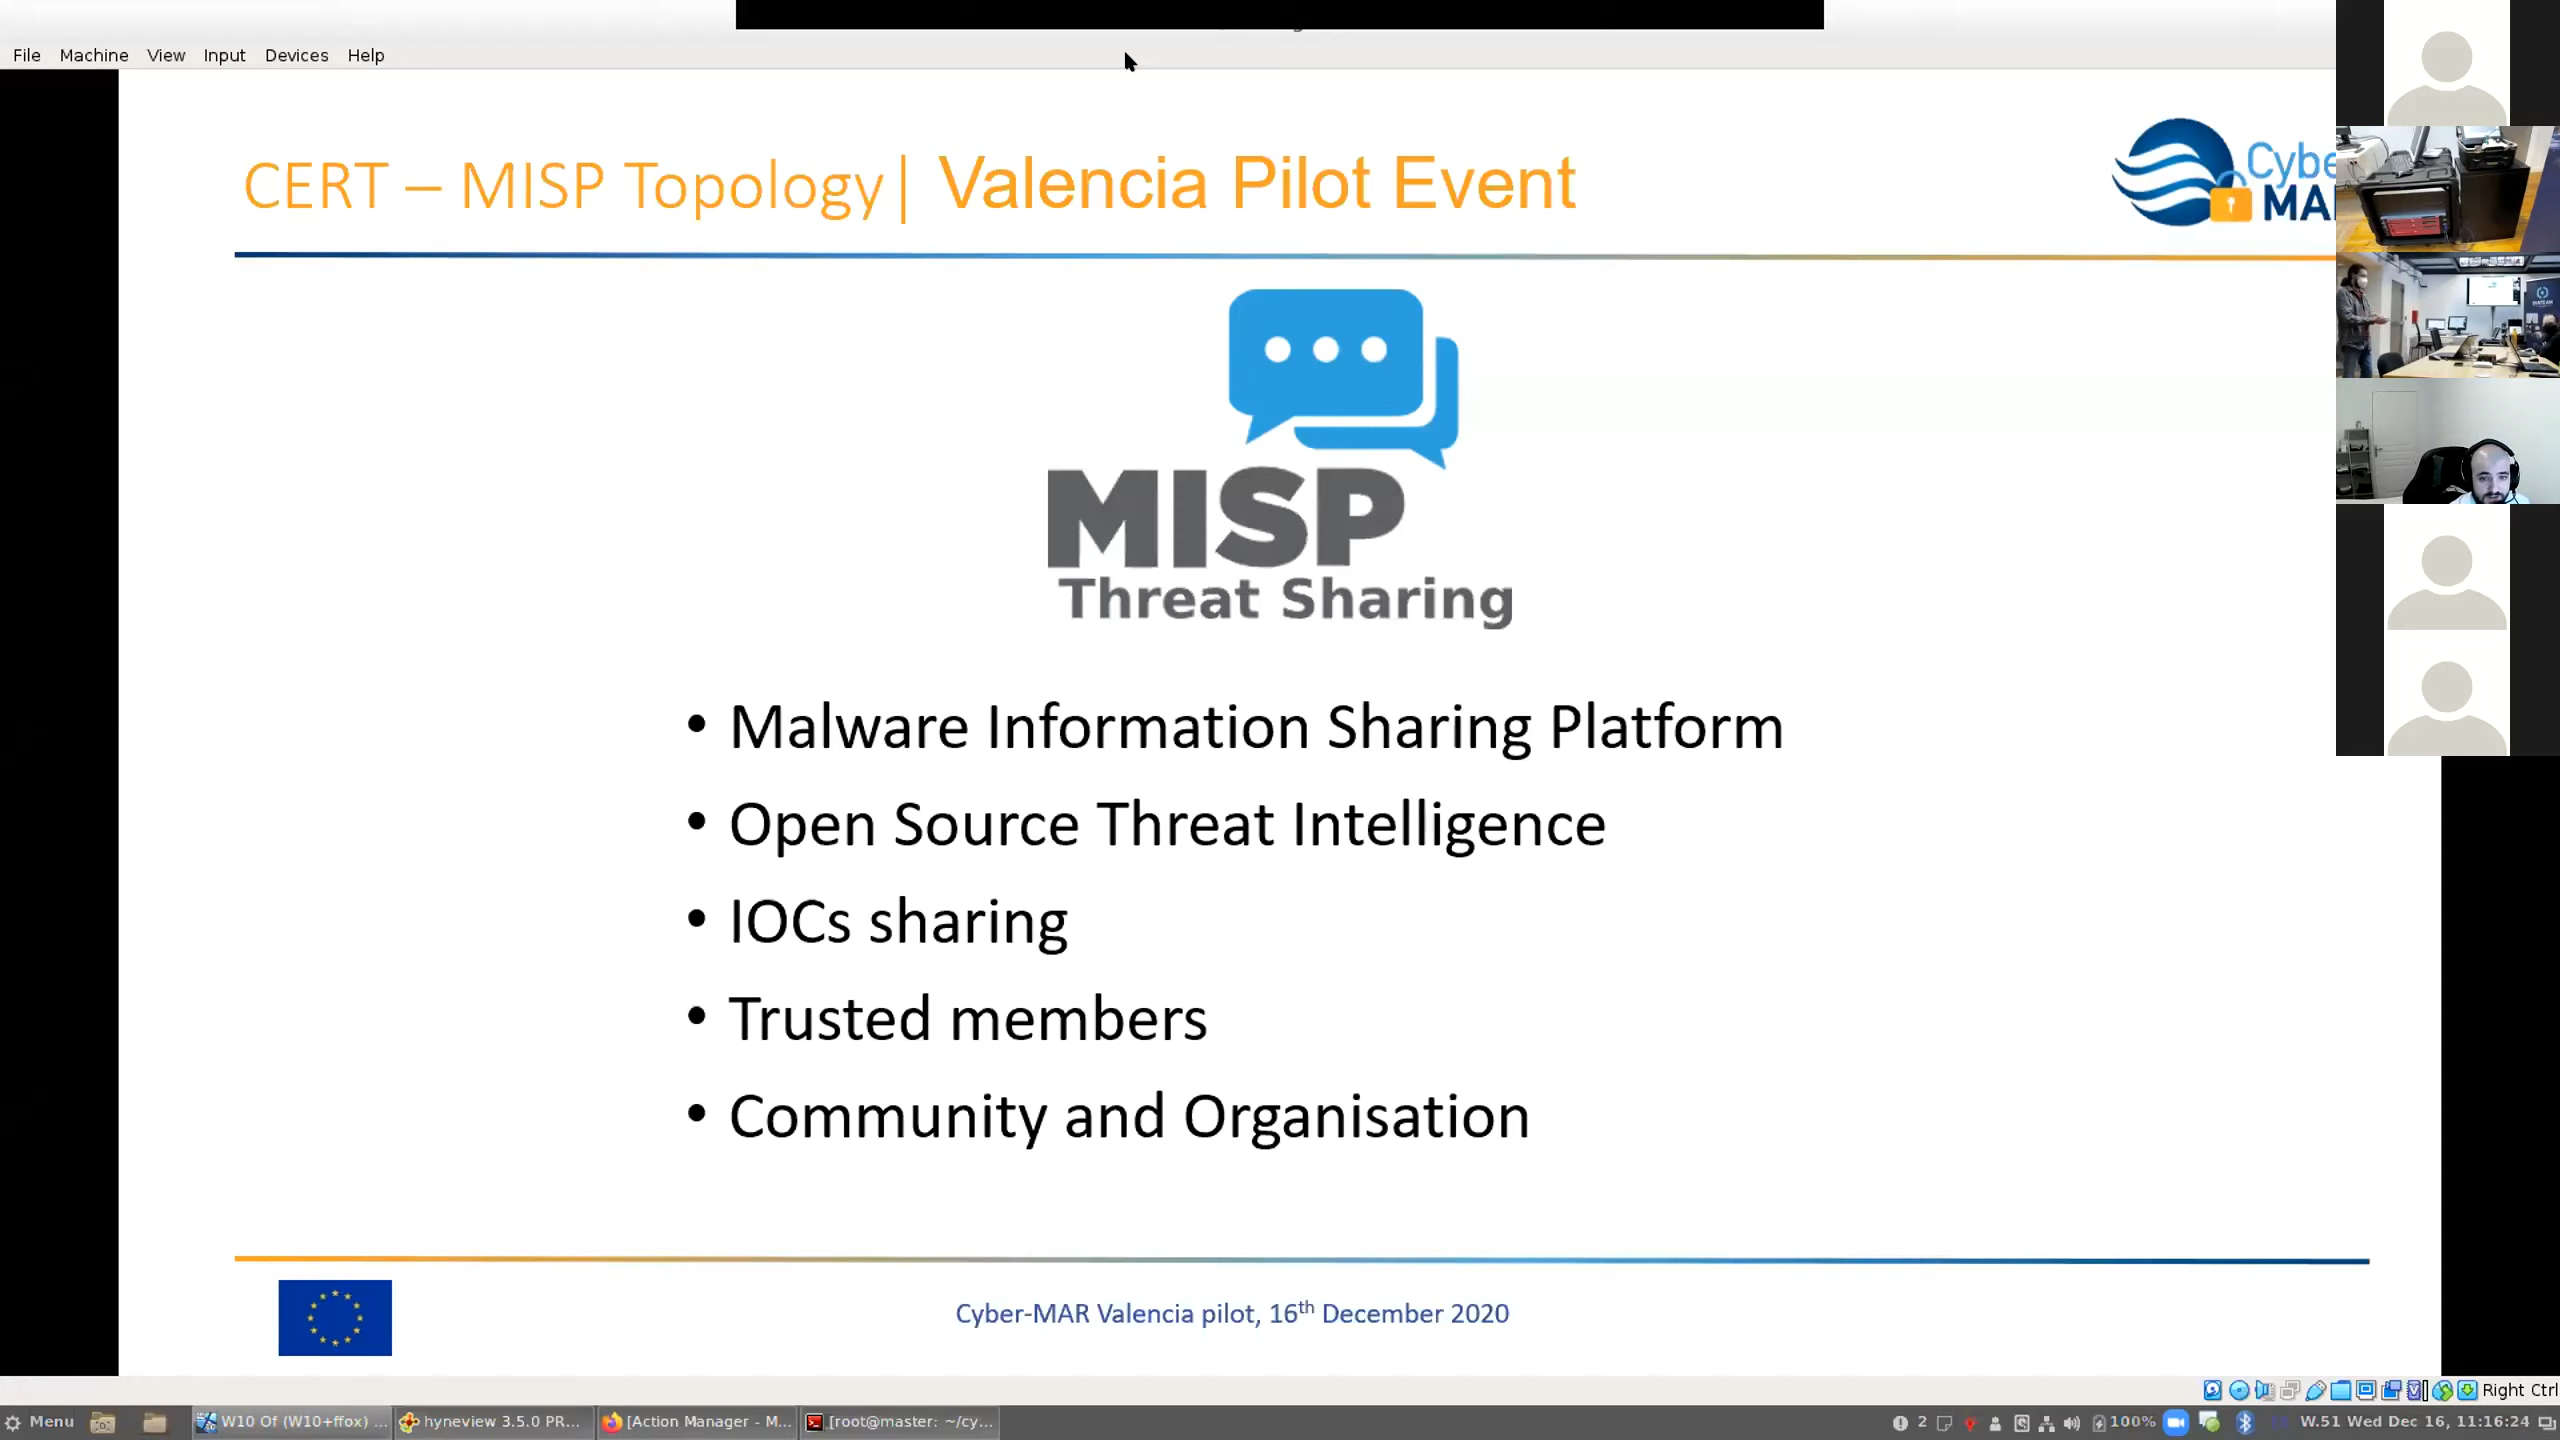 File Machine View Input Devices Help
CERT – MISP Topology| Valencia Pilot Event
Cybe
MA
MISP
Threat Sharing
• Malware Information Sharing Platform
• Open Source Threat Intelligence
• IOCs sharing
• Trusted members
• Community and Organisation
Cyber-MAR Valencia pilot, 16th December 2020
Right Ctrl
Menu W10 Of (W10+ffox) ... hyneview 3.5.0 PR... [Action Manager - M... [root@master: ~/cy... 2 100% W.51 Wed Dec 16, 11:16:24